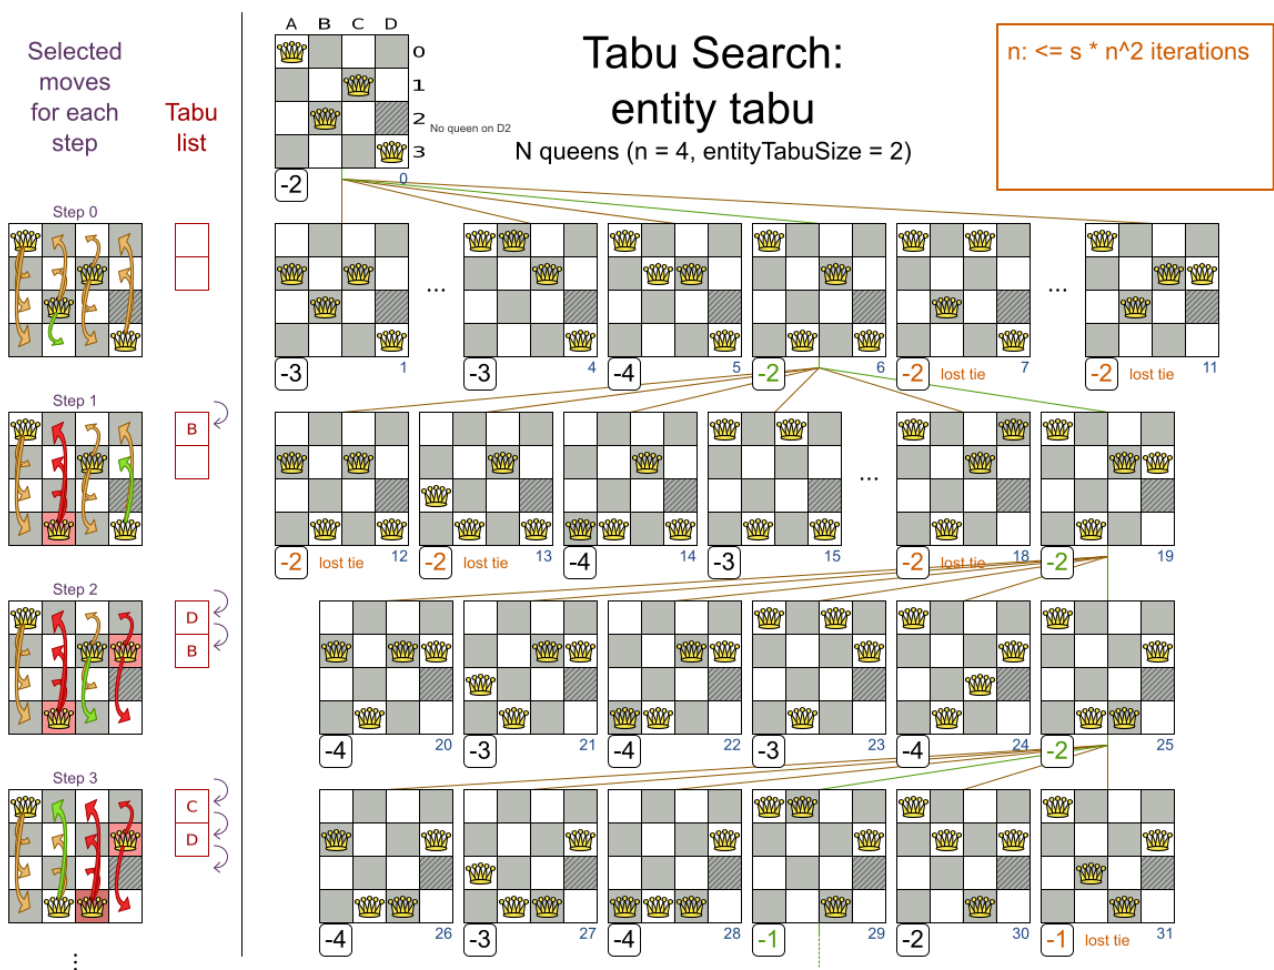 Selected
moves
for each
step
Tabu
list
A B C D
0
1
2
3
No queen on D2
-2
0
Tabu Search:
entity tabu
N queens (n = 4, entityTabuSize = 2)
n: <= s * n^2 iterations
Step 0
...
...
-3 1
-3 4
-4 5
-2 6
-2 lost tie 7
-2 lost tie 11
Step 1
B
...
-2 lost tie 12
-2 lost tie 13
-4 14
-3 15
-2 lost tie 18
-2 19
Step 2
D
B
-4 20
-3 21
-4 22
-3 23
-4 24
-2 25
Step 3
C
D
-4 26
-3 27
-4 28
-1 29
-2 30
-1 lost tie 31
...